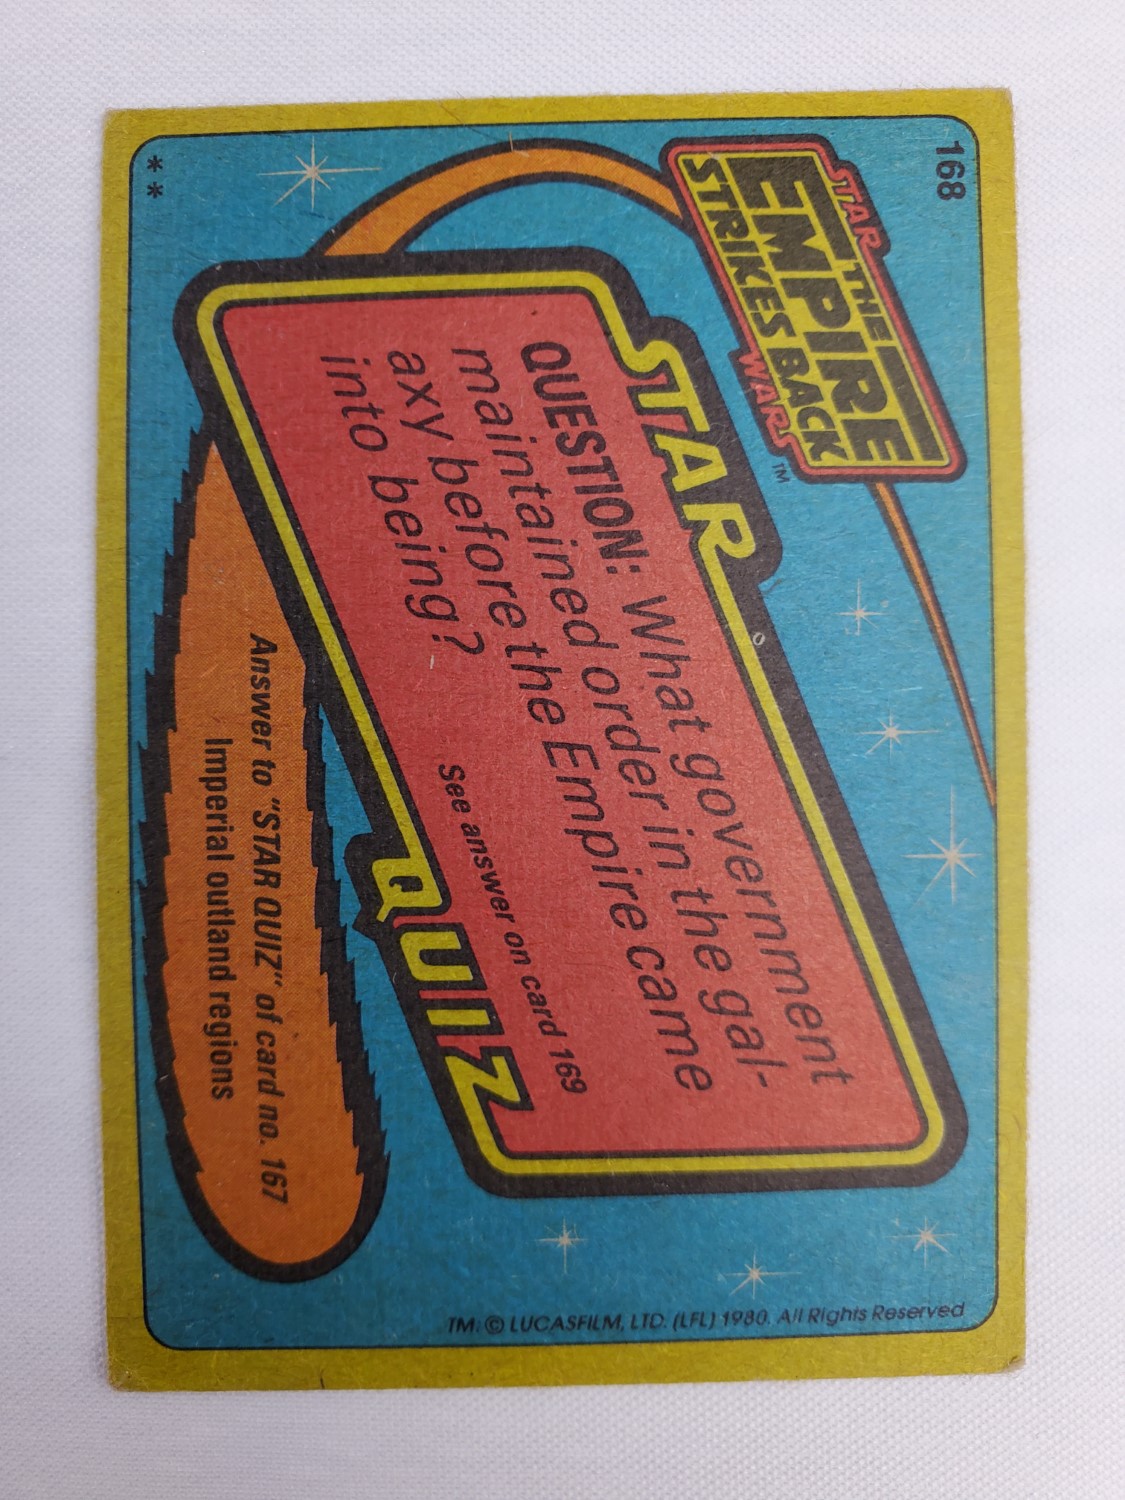 168
STAR
THE
EMPIRE
STRIKES BACK
WARS™
STAR
QUESTION: What government
maintained order in the gal-
axy before the Empire came
into being?
See answer on card 169
QUIZ
Answer to "STAR QUIZ" of card no. 167
Imperial outland regions
**
TM: © LUCASFILM, LTD. (LFL) 1980. All Rights Reserved